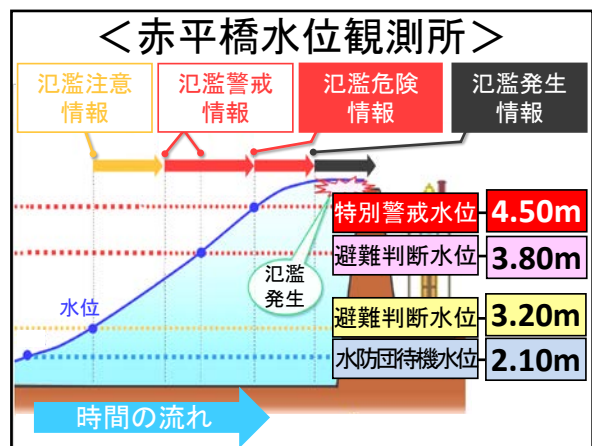 ＜赤平橋水位観測所＞
氾濫注意
情報
氾濫警戒
情報
氾濫危険
情報
氾濫発生
情報
特別警戒水位
4.50m
避難判断水位
3.80m
氾濫
発生
水位
避難判断水位
3.20m
水防団待機水位
2.10m
時間の流れ